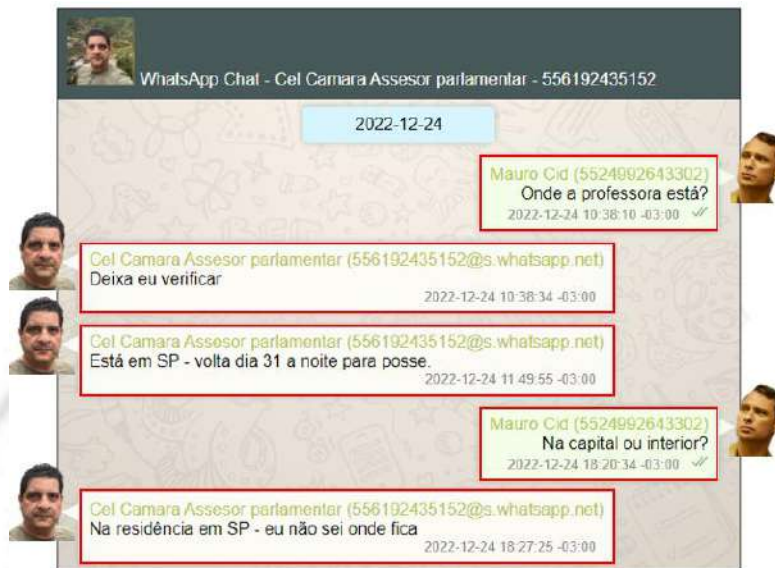 WhatsApp Chat - Cel Camara Assesor parlamentar - 556192435152
2022-12-24
Mauro Cid (5524992643302)
Onde a professora está?
2022-12-24 10:38:10 -03:00
Cel Camara Assesor parlamentar (556192435152@s.whatsapp.net)
Deixa eu verificar
2022-12-24 10:38:34 -03:00
Cel Camara Assesor parlamentar (556192435152@s.whatsapp.net)
Está em SP - volta dia 31 a noite para posse.
2022-12-24 11:49:55 -03:00
Mauro Cid (5524992643302)
Na capital ou interior?
2022-12-24 18:20:34 -03:00
Cel Camara Assesor parlamentar (556192435152@s.whatsapp.net)
Na residência em SP - eu não sei onde fica
2022-12-24 18:27:25 -03:00